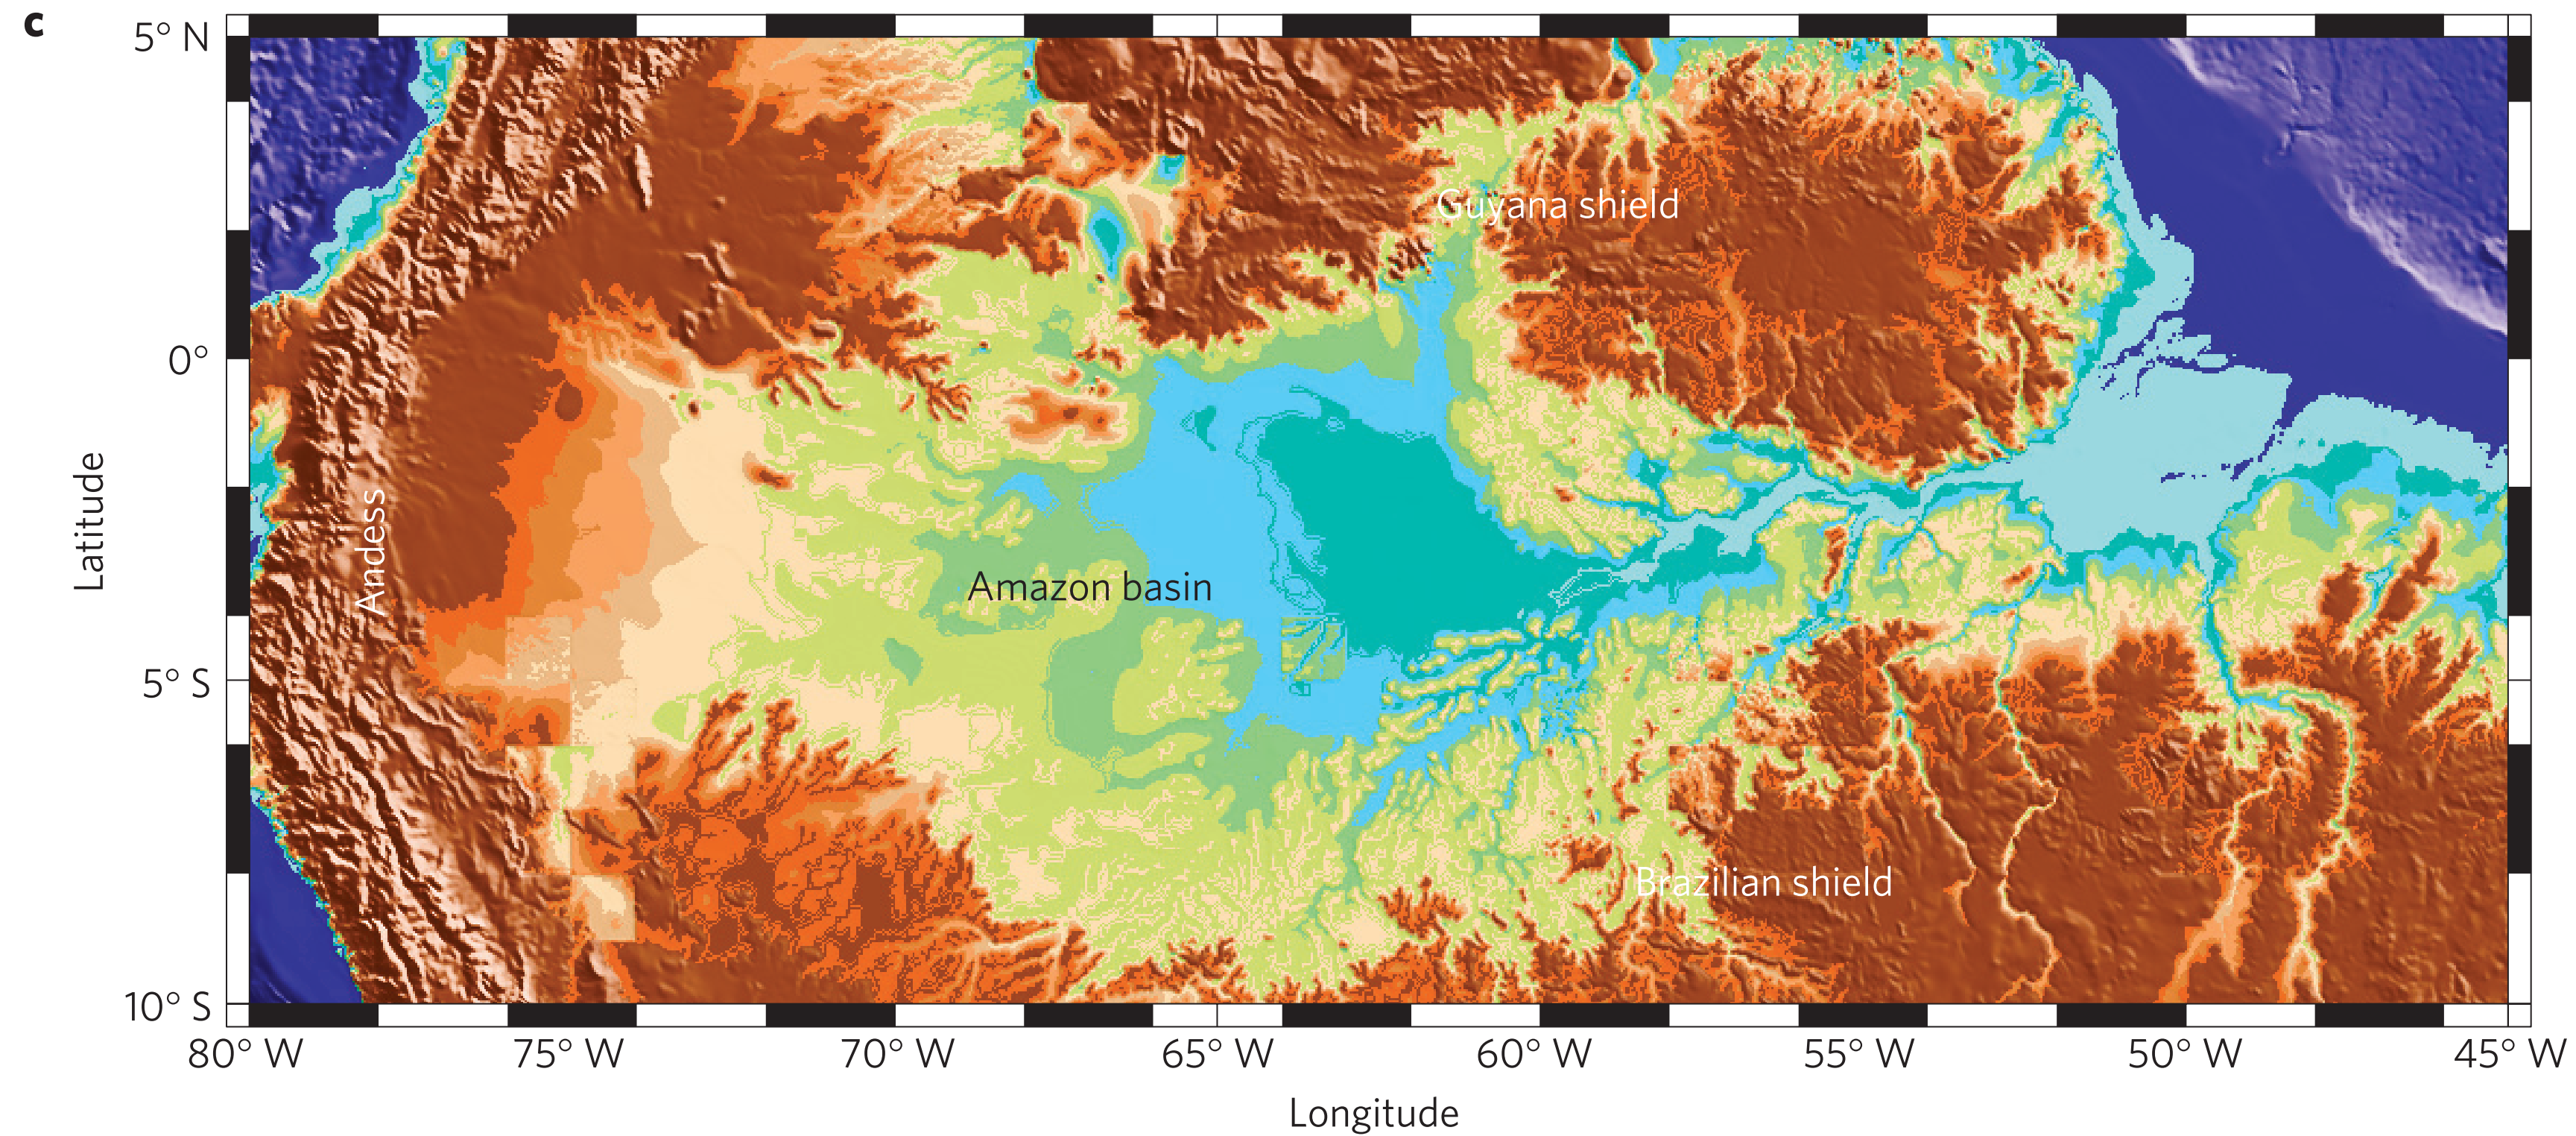 c
5° N
0°
5° S
10° S
Latitude
Guyana shield
Andess
Amazon basin
Brazilian shield
80° W
75° W
70° W
65° W
60° W
55° W
50° W
45° W
Longitude